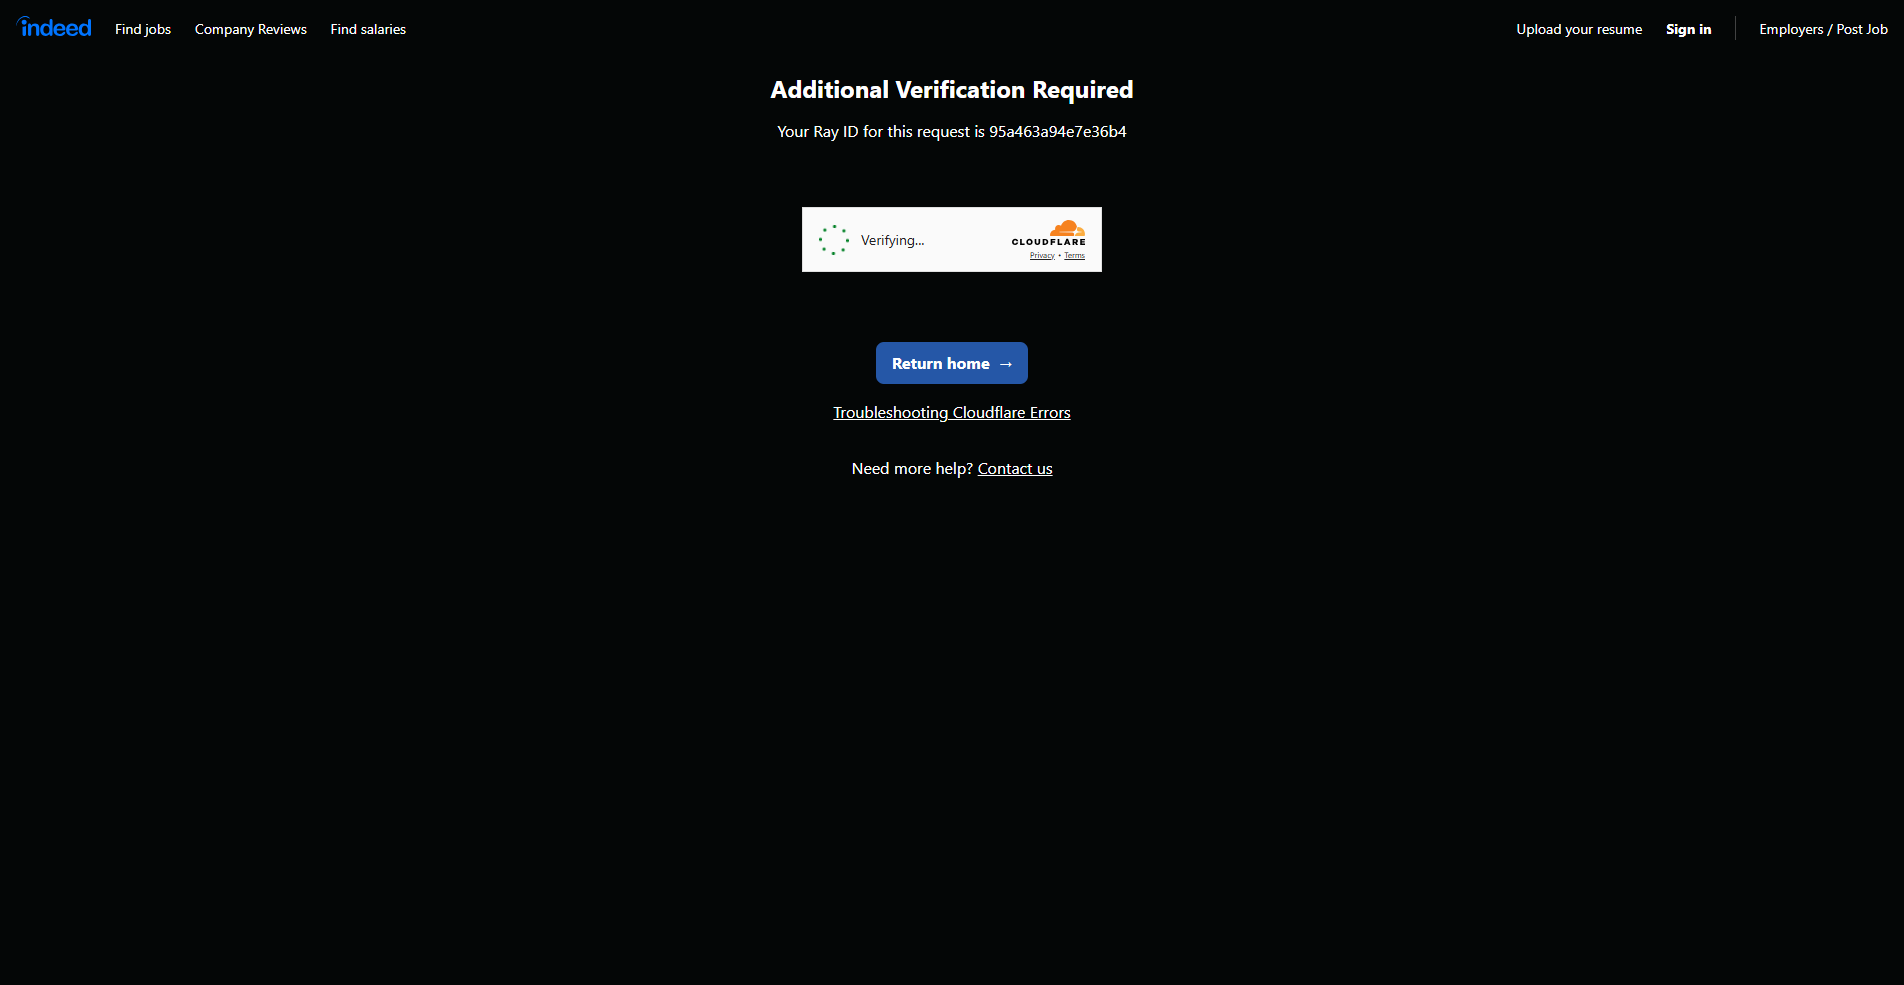 indeed
Find jobs
Company Reviews
Find salaries
Upload your resume
Sign in
Employers / Post Job
Additional Verification Required
Your Ray ID for this request is 95a463a94e7e36b4
Verifying...
CLOUDFLARE
Privacy • Terms
Return home →
Troubleshooting Cloudflare Errors
Need more help? Contact us